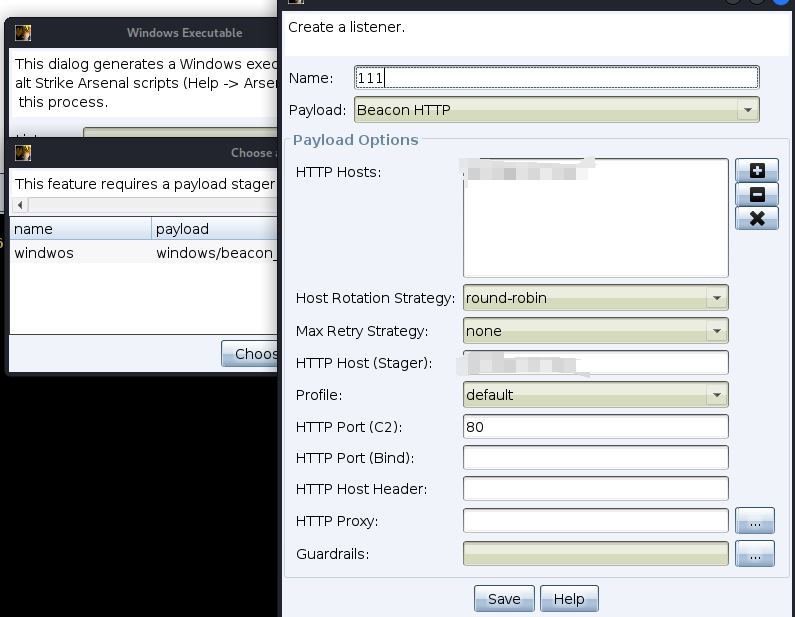 Windows Executable
This dialog generates a Windows exec
alt Strike Arsenal scripts (Help -> Arsen
this process.
Choose a
This feature requires a payload stager
name payload
windwos windows/beacon_
Choos
Create a listener.
Name: 111
Payload: Beacon HTTP
Payload Options
HTTP Hosts:
Host Rotation Strategy: round-robin
Max Retry Strategy: none
HTTP Host (Stager):
Profile: default
HTTP Port (C2): 80
HTTP Port (Bind):
HTTP Host Header:
HTTP Proxy: ...
Guardrails: ...
Save Help